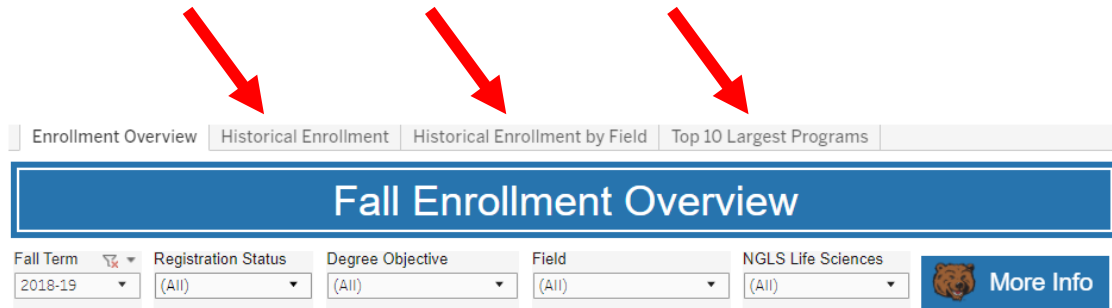 Enrollment Overview Historical Enrollment Historical Enrollment by Field Top 10 Largest Programs
Fall Enrollment Overview
Fall Term Registration Status Degree Objective Field NGLS Life Sciences
2018-19 (All) (All) (All) (All) More Info